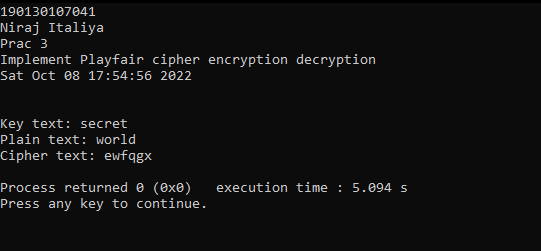 190130107041
Niraj Italiya
Prac 3
Implement Playfair cipher encryption decryption
Sat Oct 08 17:54:56 2022
Key text: secret
Plain text: world
Cipher text: ewfqgx
Process returned 0 (0x0)   execution time : 5.094 s
Press any key to continue.